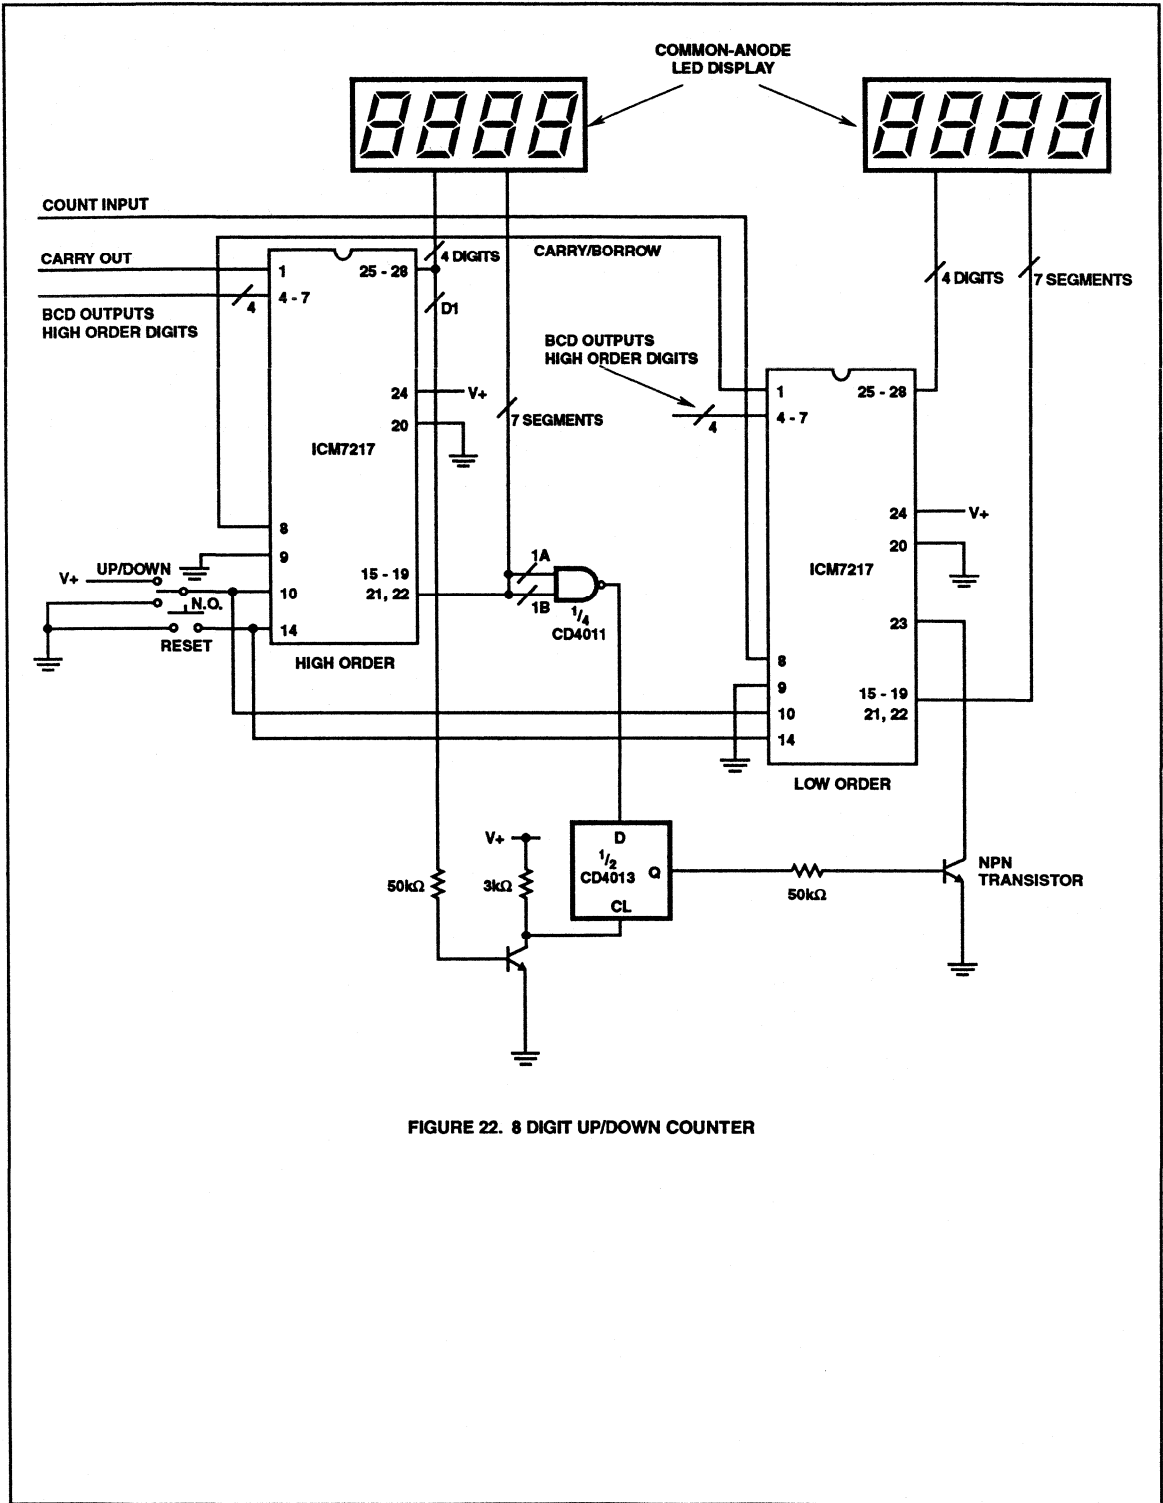 COMMON-ANODE
LED DISPLAY
COUNT INPUT
CARRY OUT
BCD OUTPUTS
HIGH ORDER DIGITS
4
1
4 - 7
25 - 28
4 DIGITS
D1
CARRY/BORROW
24
V+
20
ICM7217
7 SEGMENTS
8
9
10
14
15 - 19
21, 22
V+
UP/DOWN
N.O.
RESET
HIGH ORDER
1A
1B
1/4
CD4011
BCD OUTPUTS
HIGH ORDER DIGITS
4
4 DIGITS
7 SEGMENTS
1
4 - 7
25 - 28
24
V+
20
ICM7217
23
8
9
10
14
15 - 19
21, 22
LOW ORDER
V+
50kΩ
3kΩ
D
1/2
CD4013
Q
CL
50kΩ
NPN
TRANSISTOR
FIGURE 22. 8 DIGIT UP/DOWN COUNTER